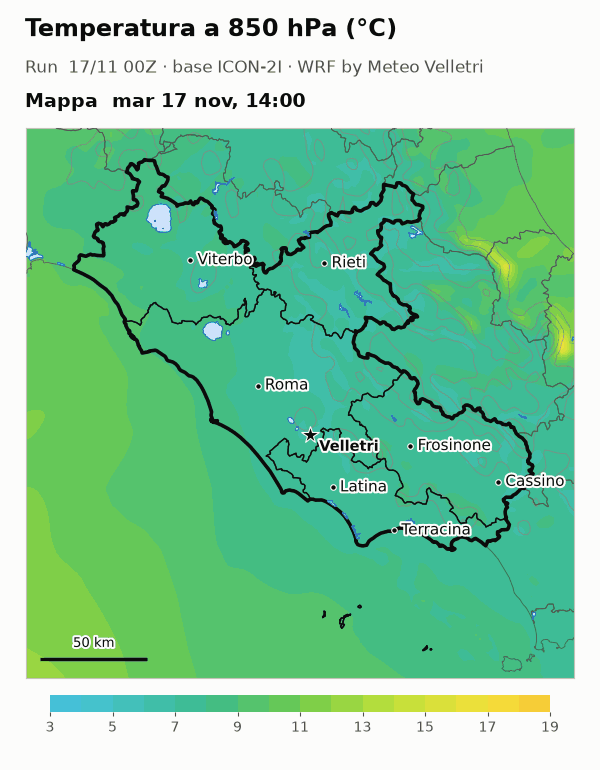 Temperatura a 850 hPa (°C)
Run  17/11 00Z · base ICON-2I · WRF by Meteo Velletri
Mappa  mar 17 nov, 14:00
Viterbo
Rieti
Roma
Velletri
Frosinone
Cassino
Latina
Terracina
50 km
3 5 7 9 11 13 15 17 19